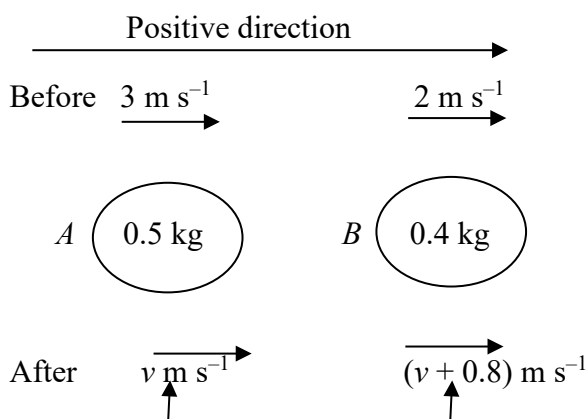 Positive direction
Before 3 m s⁻¹ 2 m s⁻¹
A 0.5 kg B 0.4 kg
After v m s⁻¹ (v + 0.8) m s⁻¹